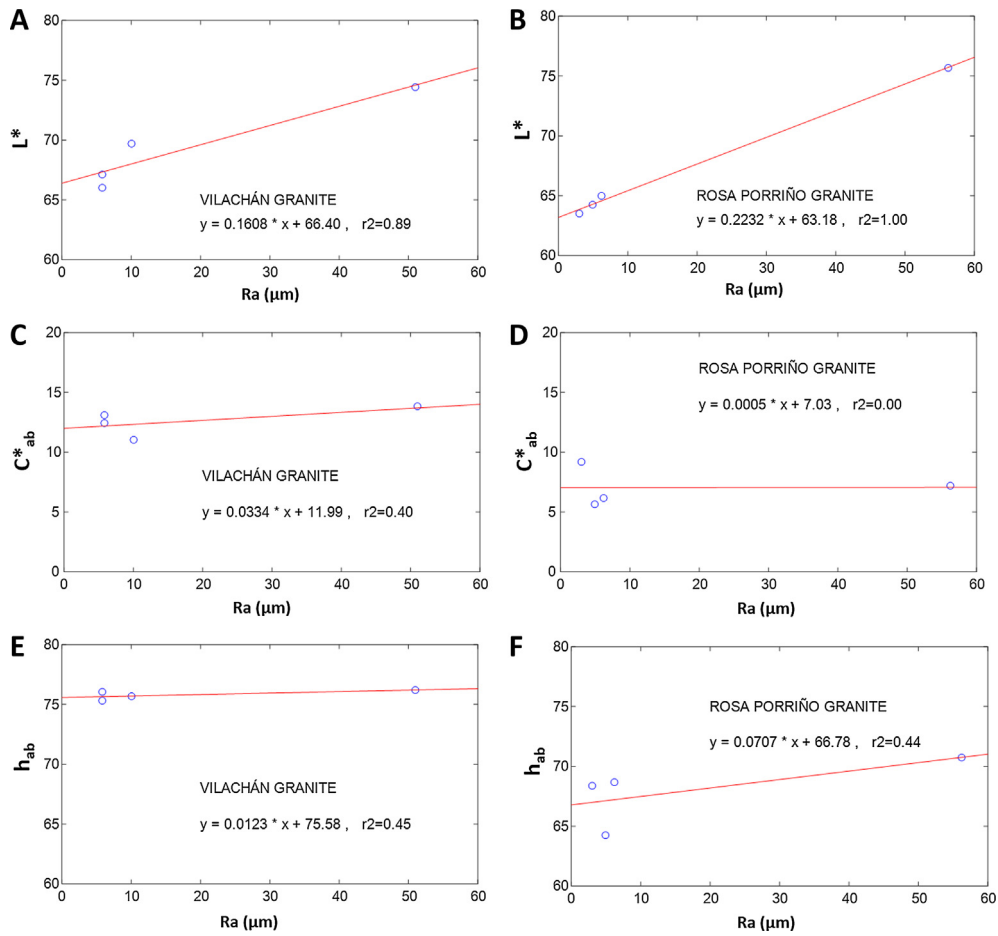 A
80
75
70
65
60
L*
VILACHÁN GRANITE
y = 0.1608 * x + 66.40 , r2=0.89
0 10 20 30 40 50 60
Ra (μm)
B
80
75
70
65
60
L*
ROSA PORRIÑO GRANITE
y = 0.2232 * x + 63.18 , r2=1.00
0 10 20 30 40 50 60
Ra (μm)
C
20
15
10
5
0
C*ab
VILACHÁN GRANITE
y = 0.0334 * x + 11.99 , r2=0.40
0 10 20 30 40 50 60
Ra (μm)
D
20
15
10
5
0
C*ab
ROSA PORRIÑO GRANITE
y = 0.0005 * x + 7.03 , r2=0.00
0 10 20 30 40 50 60
Ra (μm)
E
80
75
70
65
60
hab
VILACHÁN GRANITE
y = 0.0123 * x + 75.58 , r2=0.45
0 10 20 30 40 50 60
Ra (μm)
F
80
75
70
65
60
hab
ROSA PORRIÑO GRANITE
y = 0.0707 * x + 66.78 , r2=0.44
0 10 20 30 40 50 60
Ra (μm)